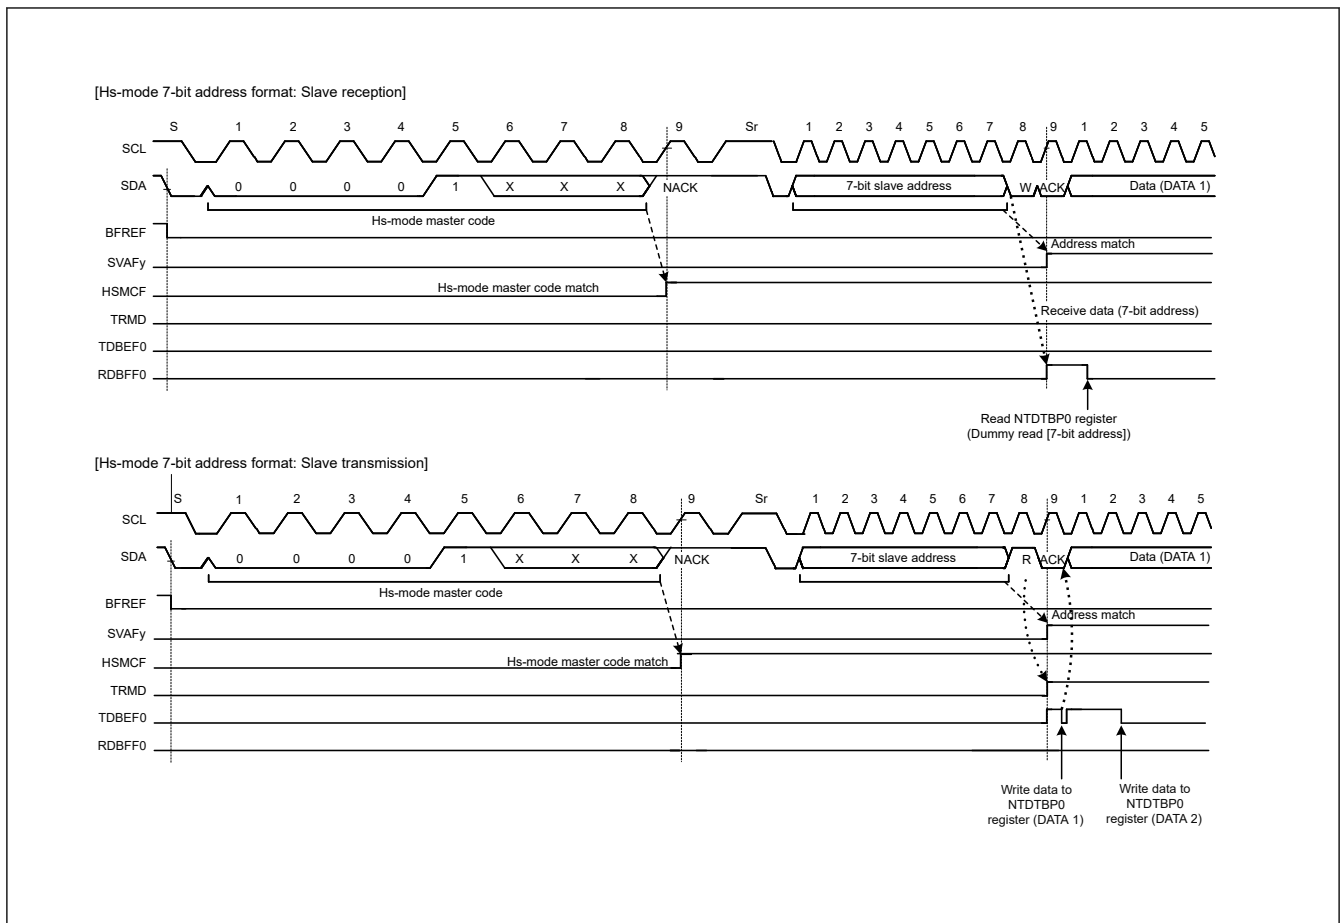 [Hs-mode 7-bit address format: Slave reception]
S 1 2 3 4 5 6 7 8 9 Sr 1 2 3 4 5 6 7 8 9 1 2 3 4 5
SCL
SDA 0 0 0 0 1 X X X NACK 7-bit slave address W ACK Data (DATA 1)
Hs-mode master code
BFREF
Address match
SVAFy
HSMCF Hs-mode master code match
Receive data (7-bit address)
TRMD
TDBEF0
RDBFF0
Read NTDTBP0 register
(Dummy read [7-bit address])
[Hs-mode 7-bit address format: Slave transmission]
S 1 2 3 4 5 6 7 8 9 Sr 1 2 3 4 5 6 7 8 9 1 2 3 4 5
SCL
SDA 0 0 0 0 1 X X X NACK 7-bit slave address R ACK Data (DATA 1)
Hs-mode master code
BFREF
Address match
SVAFy
HSMCF Hs-mode master code match
TRMD
TDBEF0
RDBFF0
Write data to
NTDTBP0
register (DATA 1)
Write data to
NTDTBP0
register (DATA 2)